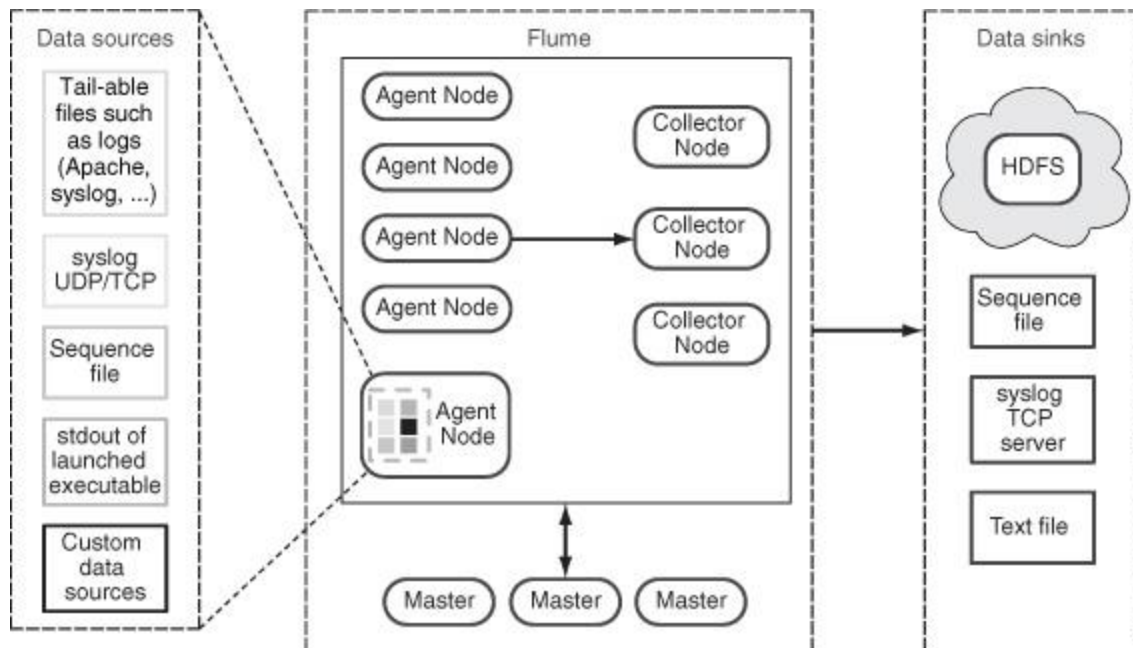 Data sources
Tail-able
files such
as logs
(Apache,
syslog, ...)
syslog
UDP/TCP
Sequence
file
stdout of
launched
executable
Custom
data
sources
Flume
Agent Node
Agent Node
Agent Node
Agent Node
Agent
Node
Collector
Node
Collector
Node
Collector
Node
Master
Master
Master
Data sinks
HDFS
Sequence
file
syslog
TCP
server
Text file